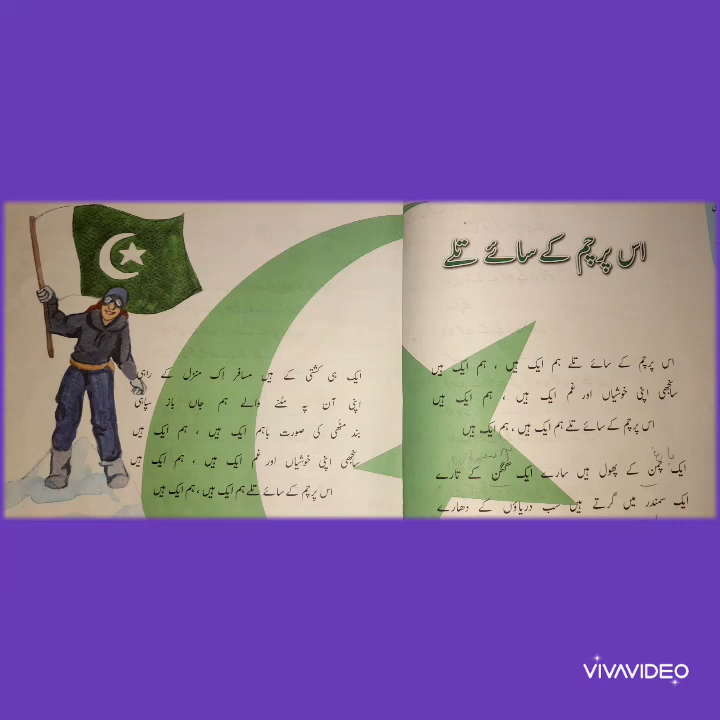 اس پرچم کے سائے تلے
اس پرچم کے سائے تلے ہم ایک ہیں ، ہم ایک ہیں
سانجھی اپنی خوشیاں اور غم ایک ہیں ، ہم ایک ہیں
اس پرچم کے سائے تلے ہم ایک ہیں ، ہم ایک ہیں
ایک چمن کے پھول ہیں سارے ایک گگن کے تارے
ایک سمندر میں گرتے ہیں سب دریاؤں کے دھارے
ایک ہی کشتی کے ہیں مسافر اک منزل کے راہی
اپنی آن پہ مٹنے والے ہم جاں باز سپاہی
بند مٹھی کی صورت باہم ایک ہیں ، ہم ایک ہیں
سانجھی اپنی خوشیاں اور غم ایک ہیں ، ہم ایک ہیں
اس پرچم کے سائے تلے ہم ایک ہیں ، ہم ایک ہیں
VIVAVIDEO